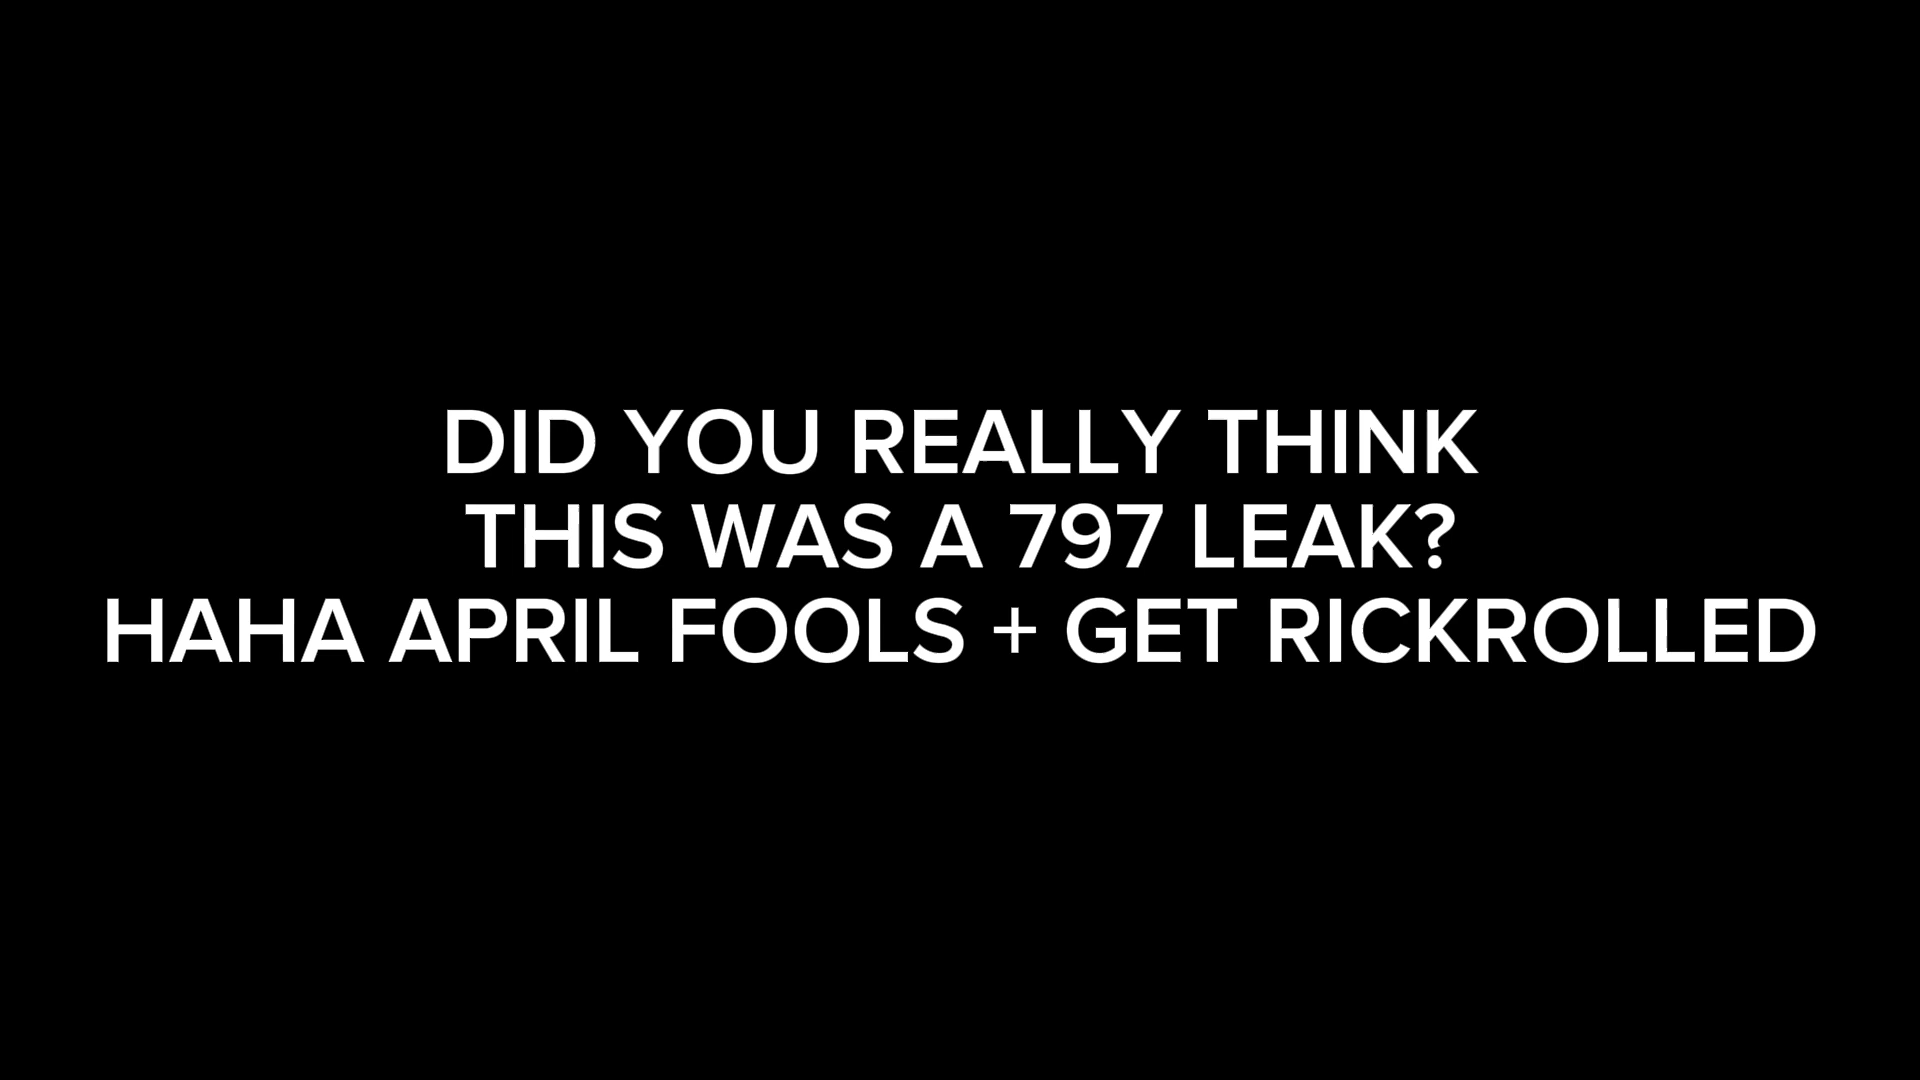 DID YOU REALLY THINK
THIS WAS A 797 LEAK?
HAHA APRIL FOOLS + GET RICKROLLED